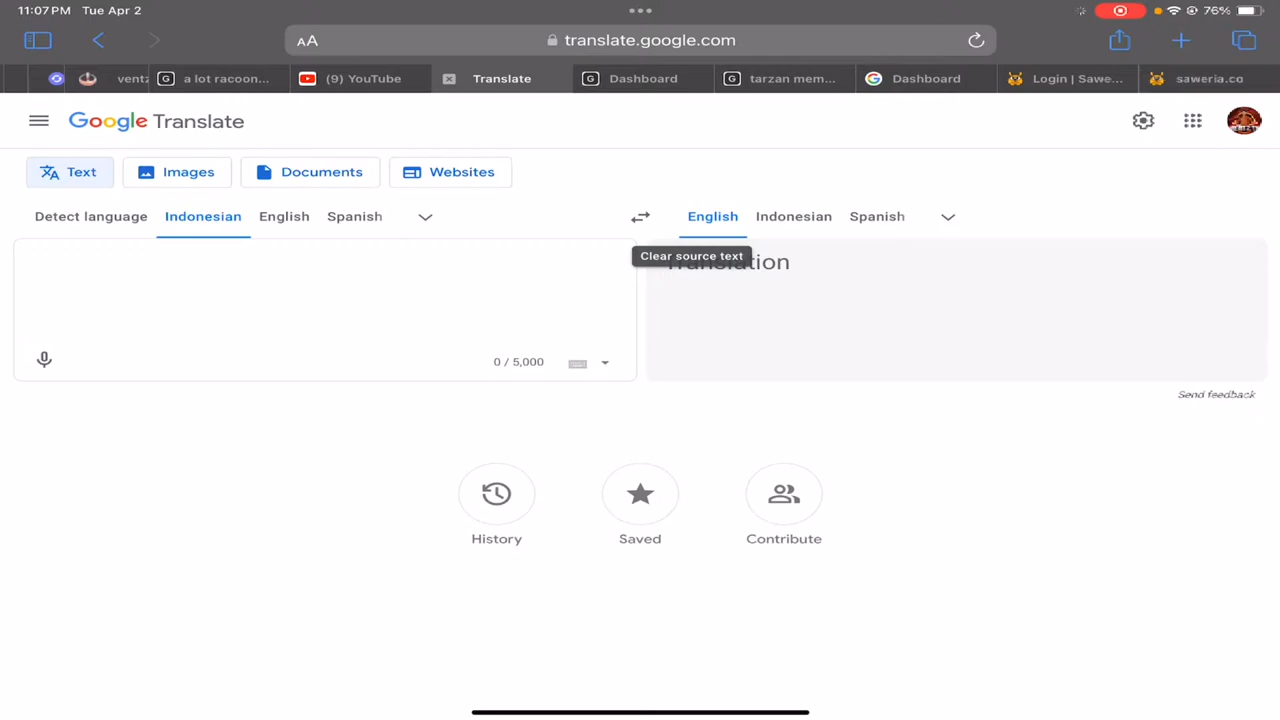 11:07 PM Tue Apr 2 76%
AA translate.google.com
ventz a lot racoon... (9) YouTube Translate Dashboard tarzan mem... Dashboard Login | Sawe... saweria.co
Google Translate
Text Images Documents Websites
Detect language Indonesian English Spanish English Indonesian Spanish
Clear source text
Translation
0 / 5,000
Send feedback
History Saved Contribute